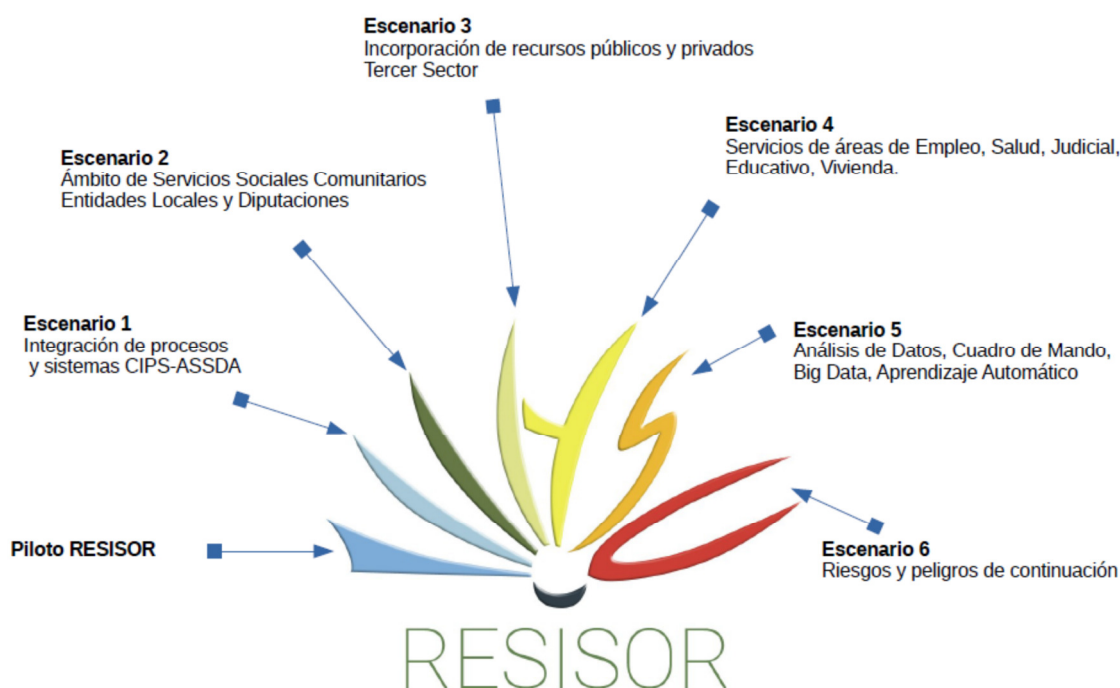 Escenario 3
Incorporación de recursos públicos y privados
Tercer Sector
Escenario 4
Servicios de áreas de Empleo, Salud, Judicial,
Educativo, Vivienda.
Escenario 2
Ámbito de Servicios Sociales Comunitarios
Entidades Locales y Diputaciones
Escenario 1
Integración de procesos
y sistemas CIPS-ASSDA
Escenario 5
Análisis de Datos, Cuadro de Mando,
Big Data, Aprendizaje Automático
Piloto RESISOR
Escenario 6
Riesgos y peligros de continuación
RESISOR